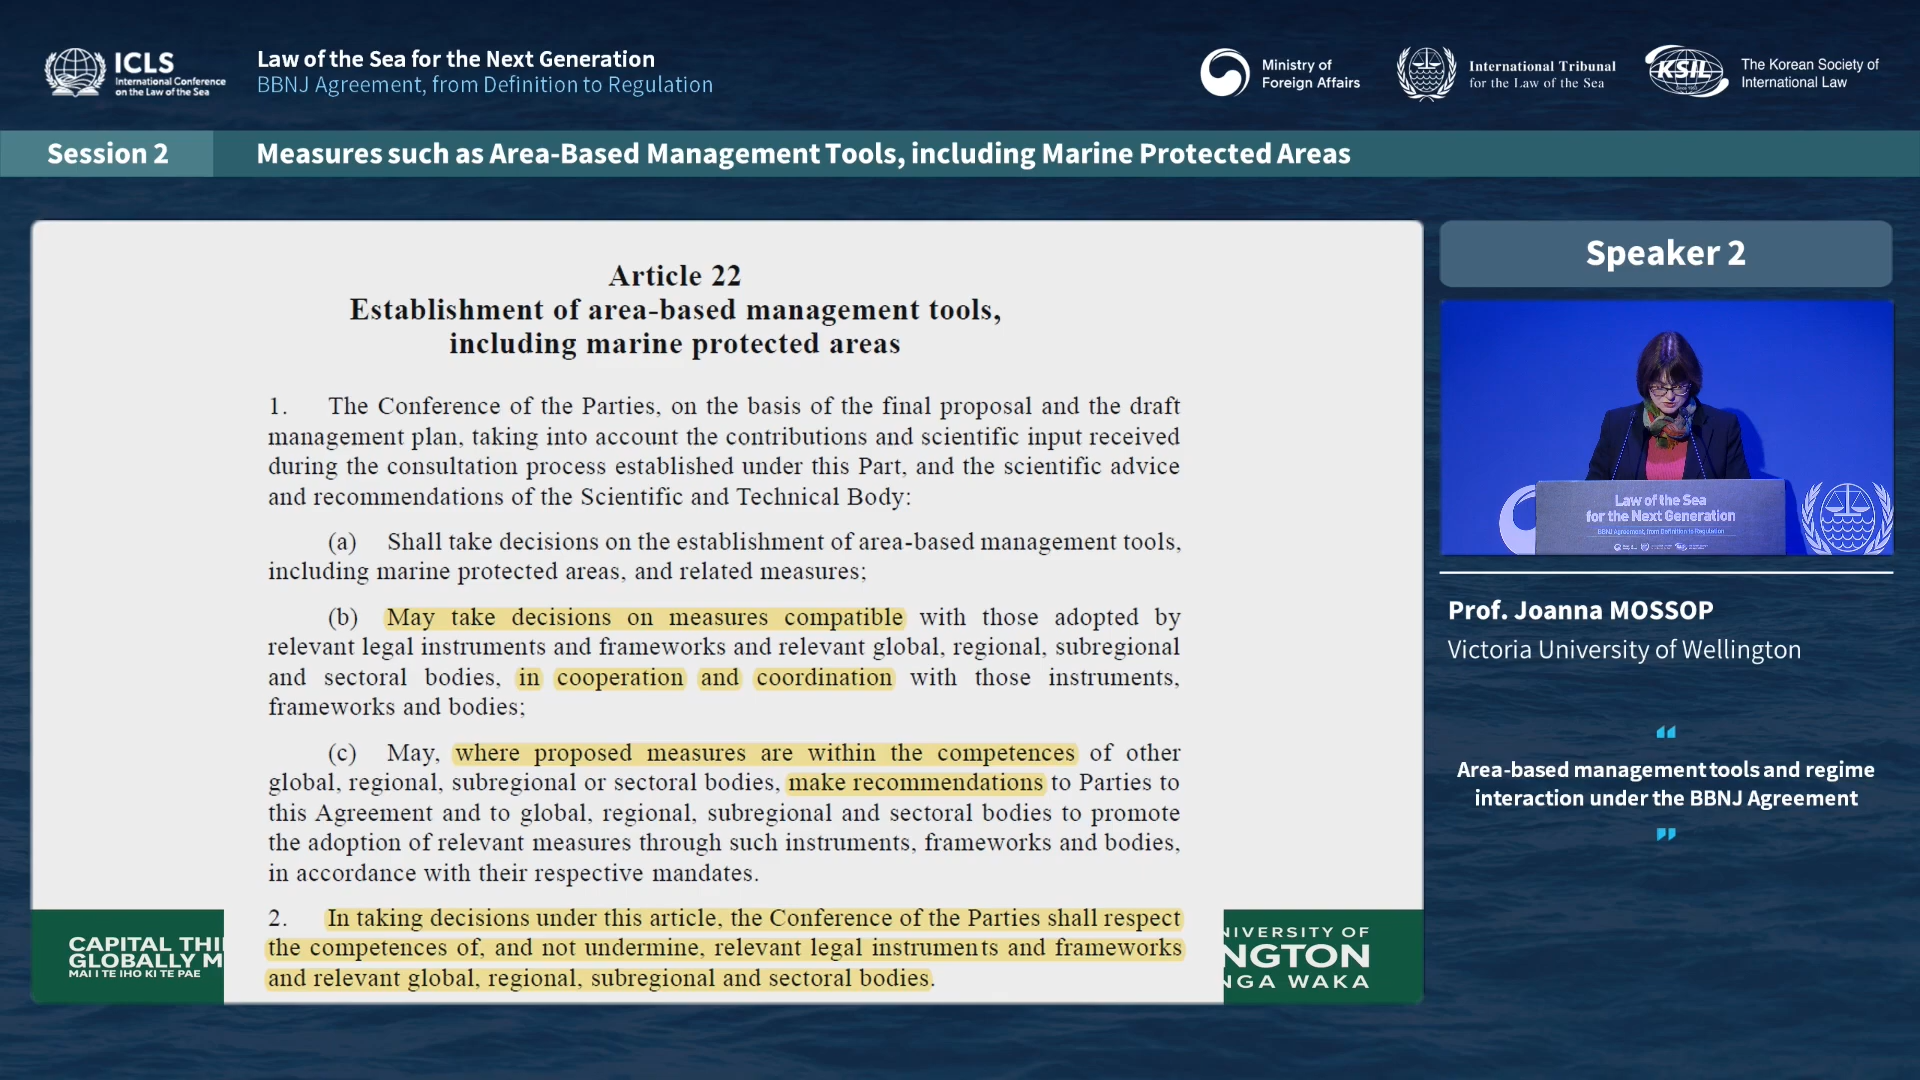 ICLS
International Conference
on the Law of the Sea
Law of the Sea for the Next Generation
BBNJ Agreement, from Definition to Regulation
Ministry of
Foreign Affairs
International Tribunal
for the Law of the Sea
KSIL
The Korean Society of
International Law
Session 2
Measures such as Area-Based Management Tools, including Marine Protected Areas
Article 22
Establishment of area-based management tools,
including marine protected areas
1. The Conference of the Parties, on the basis of the final proposal and the draft
management plan, taking into account the contributions and scientific input received
during the consultation process established under this Part, and the scientific advice
and recommendations of the Scientific and Technical Body:
(a) Shall take decisions on the establishment of area-based management tools,
including marine protected areas, and related measures;
(b) May take decisions on measures compatible with those adopted by
relevant legal instruments and frameworks and relevant global, regional, subregional
and sectoral bodies, in cooperation and coordination with those instruments,
frameworks and bodies;
(c) May, where proposed measures are within the competences of other
global, regional, subregional or sectoral bodies, make recommendations to Parties to
this Agreement and to global, regional, subregional and sectoral bodies to promote
the adoption of relevant measures through such instruments, frameworks and bodies,
in accordance with their respective mandates.
2. In taking decisions under this article, the Conference of the Parties shall respect
the competences of, and not undermine, relevant legal instruments and frameworks
and relevant global, regional, subregional and sectoral bodies.
CAPITAL THI
GLOBALLY M
MAI I TE IHO KI TE PAE
NIVERSITY OF
NGTON
NGA WAKA
Speaker 2
Law of the Sea
for the Next Generation
BBNJ Agreement, from Definition to Regulation
Prof. Joanna MOSSOP
Victoria University of Wellington
“
Area-based management tools and regime
interaction under the BBNJ Agreement
”